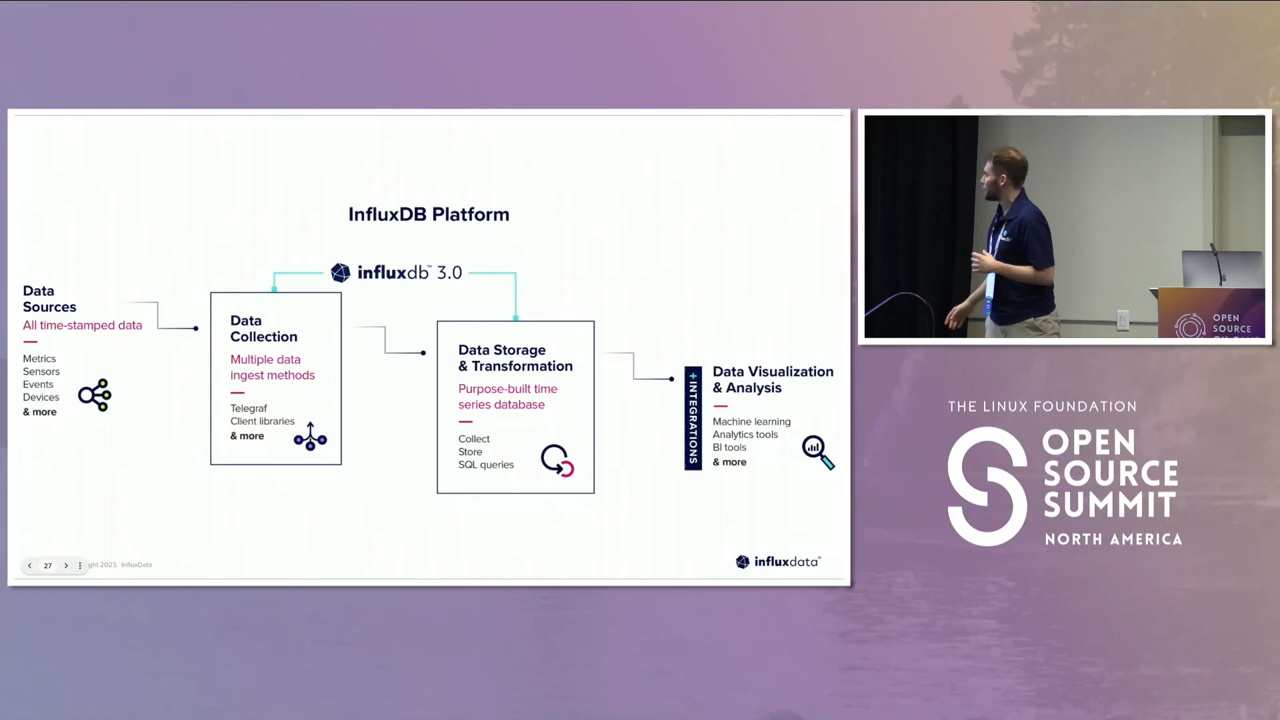 InfluxDB Platform
influxdb™ 3.0
Data
Sources
All time-stamped data
Metrics
Sensors
Events
Devices
& more
Data
Collection
Multiple data
ingest methods
Telegraf
Client libraries
& more
Data Storage
& Transformation
Purpose-built time
series database
Collect
Store
SQL queries
+INTEGRATIONS
Data Visualization
& Analysis
Machine learning
Analytics tools
BI tools
& more
27
ght 2023, InfluxData
influxdata™
OPEN
SOURCE
THE LINUX FOUNDATION
OPEN
SOURCE
SUMMIT
NORTH AMERICA